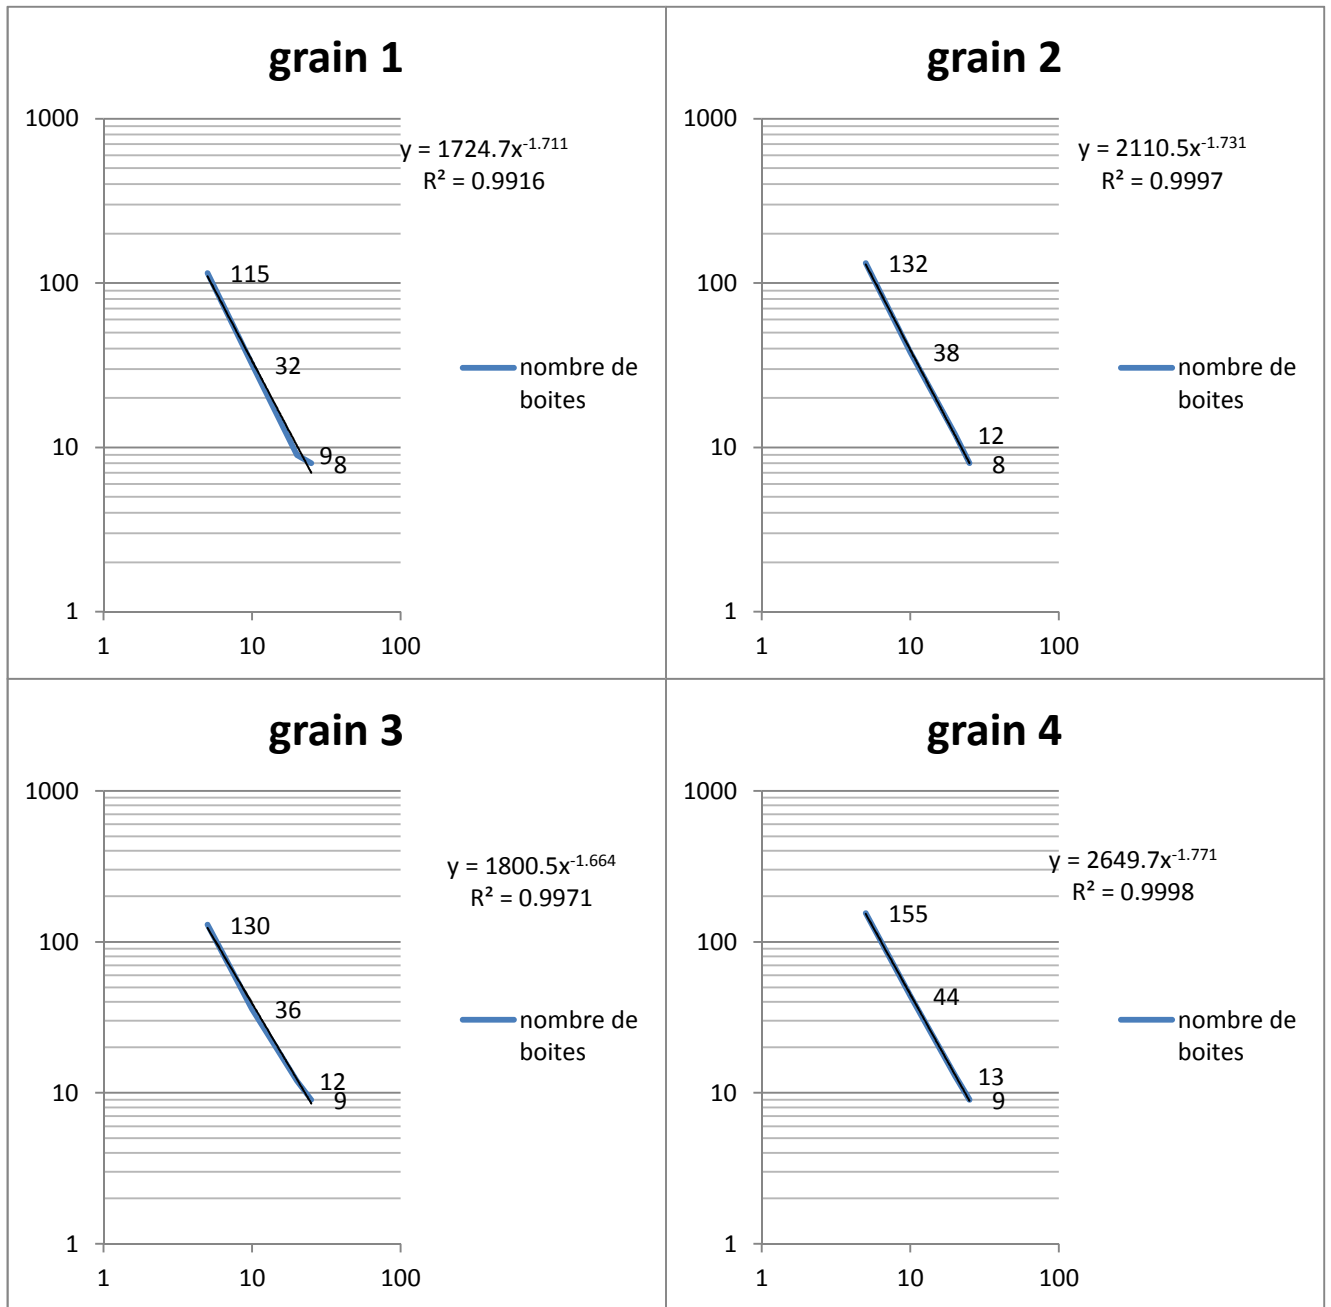 grain 1
1000
100
10
1
1
10
100
y = 1724.7x^-1.711
R² = 0.9916
115
32
9
8
nombre de
boites
grain 2
1000
100
10
1
1
10
100
y = 2110.5x^-1.731
R² = 0.9997
132
38
12
8
nombre de
boites
grain 3
1000
100
10
1
1
10
100
y = 1800.5x^-1.664
R² = 0.9971
130
36
12
9
nombre de
boites
grain 4
1000
100
10
1
1
10
100
y = 2649.7x^-1.771
R² = 0.9998
155
44
13
9
nombre de
boites